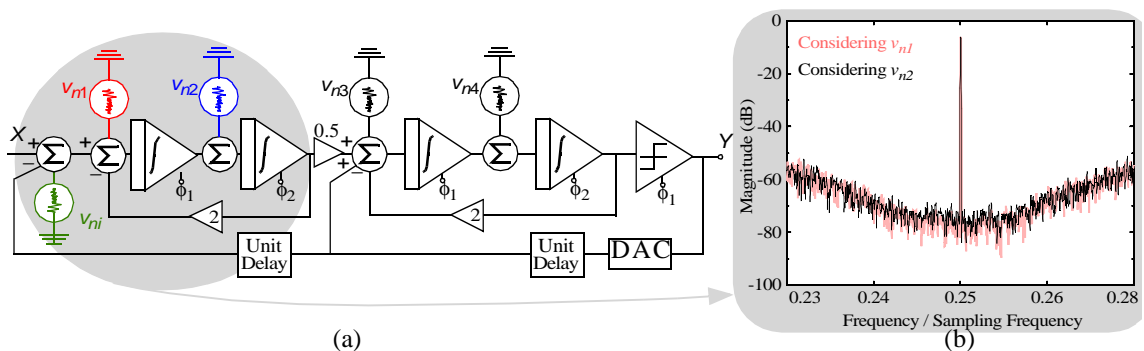 X
+
−
Σ
v_ni
v_n1
+
−
Σ
∫
ϕ1
v_n2
Σ
∫
ϕ2
2
0.5
v_n3
+
+
−
Σ
∫
ϕ1
v_n4
Σ
∫
ϕ2
2
ϕ1
Y
Unit
Delay
Unit
Delay
DAC
(a)
Considering v_n1
Considering v_n2
Magnitude (dB)
0
-20
-40
-60
-80
-100
0.23 0.24 0.25 0.26 0.28
Frequency / Sampling Frequency
(b)